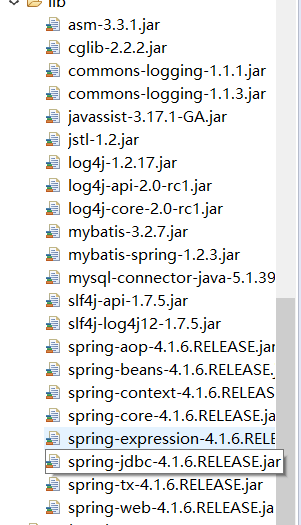 lib
asm-3.3.1.jar
cglib-2.2.2.jar
commons-logging-1.1.1.jar
commons-logging-1.1.3.jar
javassist-3.17.1-GA.jar
jstl-1.2.jar
log4j-1.2.17.jar
log4j-api-2.0-rc1.jar
log4j-core-2.0-rc1.jar
mybatis-3.2.7.jar
mybatis-spring-1.2.3.jar
mysql-connector-java-5.1.39
slf4j-api-1.7.5.jar
slf4j-log4j12-1.7.5.jar
spring-aop-4.1.6.RELEASE.jar
spring-beans-4.1.6.RELEASE.
spring-context-4.1.6.RELEAS
spring-core-4.1.6.RELEASE.ja
spring-expression-4.1.6.RELE
spring-jdbc-4.1.6.RELEASE.jar
spring-tx-4.1.6.RELEASE.jar
spring-web-4.1.6.RELEASE.jar